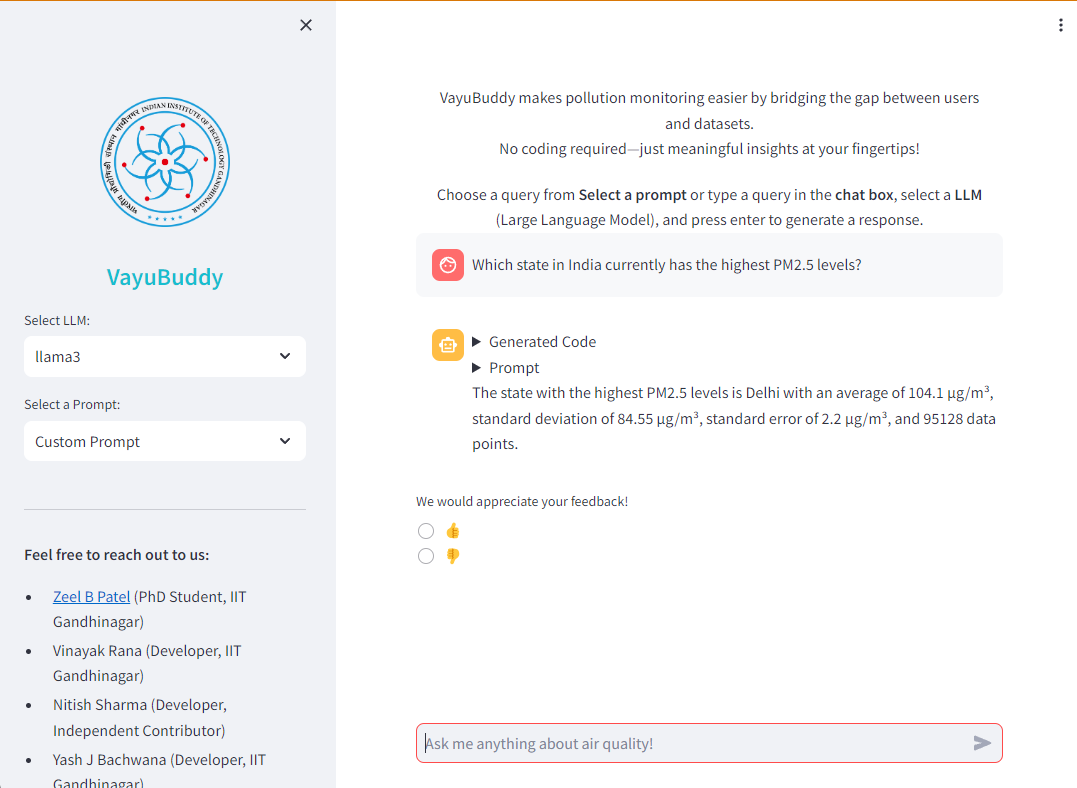 INDIAN INSTITUTE OF TECHNOLOGY GANDHINAGAR
भारतीय प्रौद्योगिकी संस्थान गांधीनगर
VayuBuddy
Select LLM:
llama3
Select a Prompt:
Custom Prompt
Feel free to reach out to us:
Zeel B Patel (PhD Student, IIT
Gandhinagar)
Vinayak Rana (Developer, IIT
Gandhinagar)
Nitish Sharma (Developer,
Independent Contributor)
Yash J Bachwana (Developer, IIT
Gandhinagar)
VayuBuddy makes pollution monitoring easier by bridging the gap between users
and datasets.
No coding required—just meaningful insights at your fingertips!
Choose a query from Select a prompt or type a query in the chat box, select a LLM
(Large Language Model), and press enter to generate a response.
Which state in India currently has the highest PM2.5 levels?
Generated Code
Prompt
The state with the highest PM2.5 levels is Delhi with an average of 104.1 µg/m³,
standard deviation of 84.55 µg/m³, standard error of 2.2 µg/m³, and 95128 data
points.
We would appreciate your feedback!
👍
👎
Ask me anything about air quality!